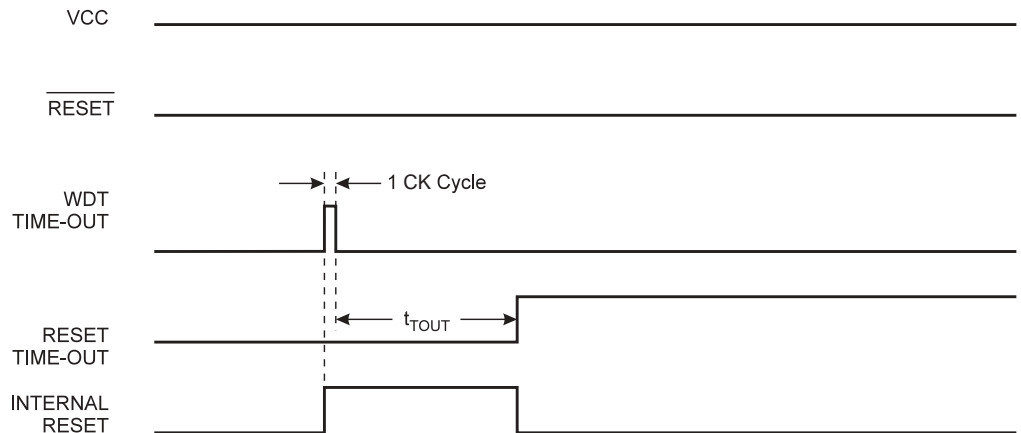 VCC
RESET
1 CK Cycle
WDT
TIME-OUT
tTOUT
RESET
TIME-OUT
INTERNAL
RESET